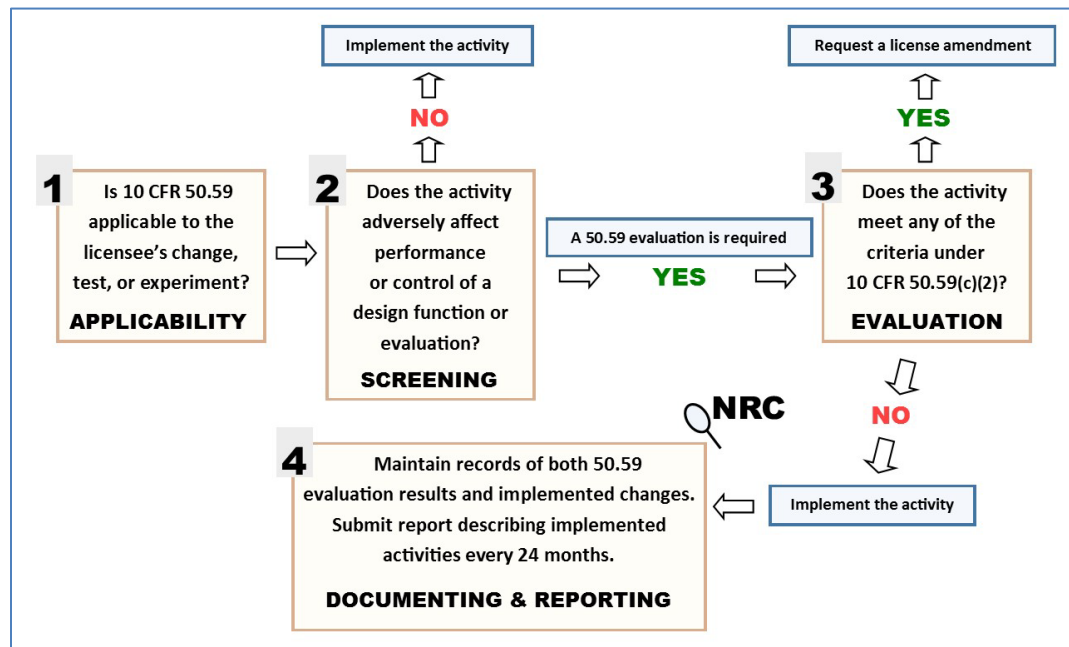 Implement the activity
NO
Request a license amendment
YES
1
Is 10 CFR 50.59
applicable to the
licensee’s change,
test, or experiment?
APPLICABILITY
2
Does the activity
adversely affect
performance
or control of a
design function or
evaluation?
SCREENING
A 50.59 evaluation is required
YES
3
Does the activity
meet any of the
criteria under
10 CFR 50.59(c)(2)?
EVALUATION
NO
Implement the activity
NRC
4
Maintain records of both 50.59
evaluation results and implemented changes.
Submit report describing implemented
activities every 24 months.
DOCUMENTING & REPORTING